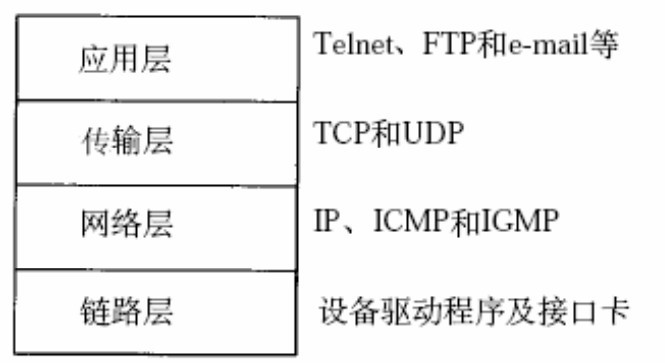 应用层 Telnet、FTP和e-mail等
传输层 TCP和UDP
网络层 IP、ICMP和IGMP
链路层 设备驱动程序及接口卡